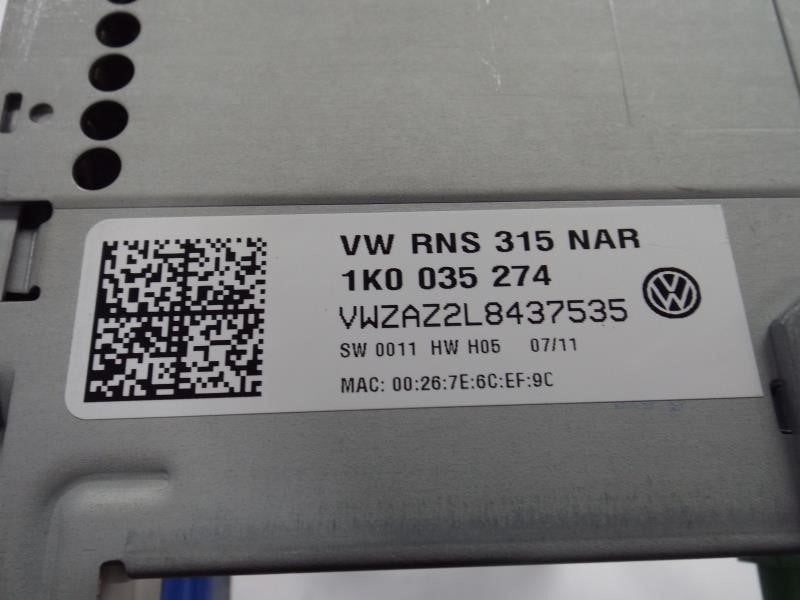 VW RNS 315 NAR
1K0 035 274
VWZAZ2L8437535
SW 0011 HW H05 07/11
MAC: 00:26:7E:6C:EF:9C